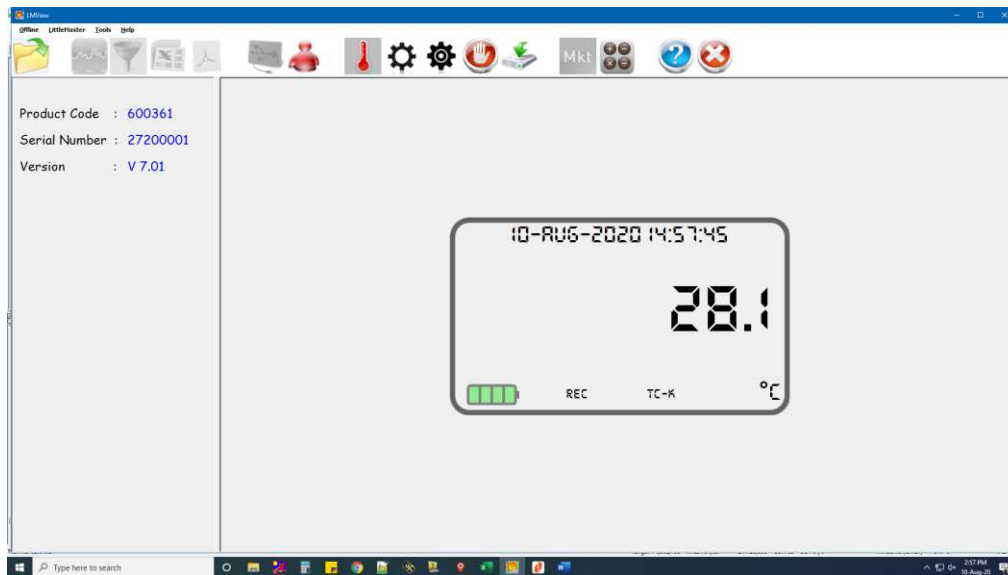 LMView
Offline LittleMaster Tools Help
Mkt
Product Code : 600361
Serial Number : 27200001
Version : V 7.01
10-AUG-2020 14:57:45
28.1
REC TC-K °C
Type here to search
2:57 PM
10-Aug-20